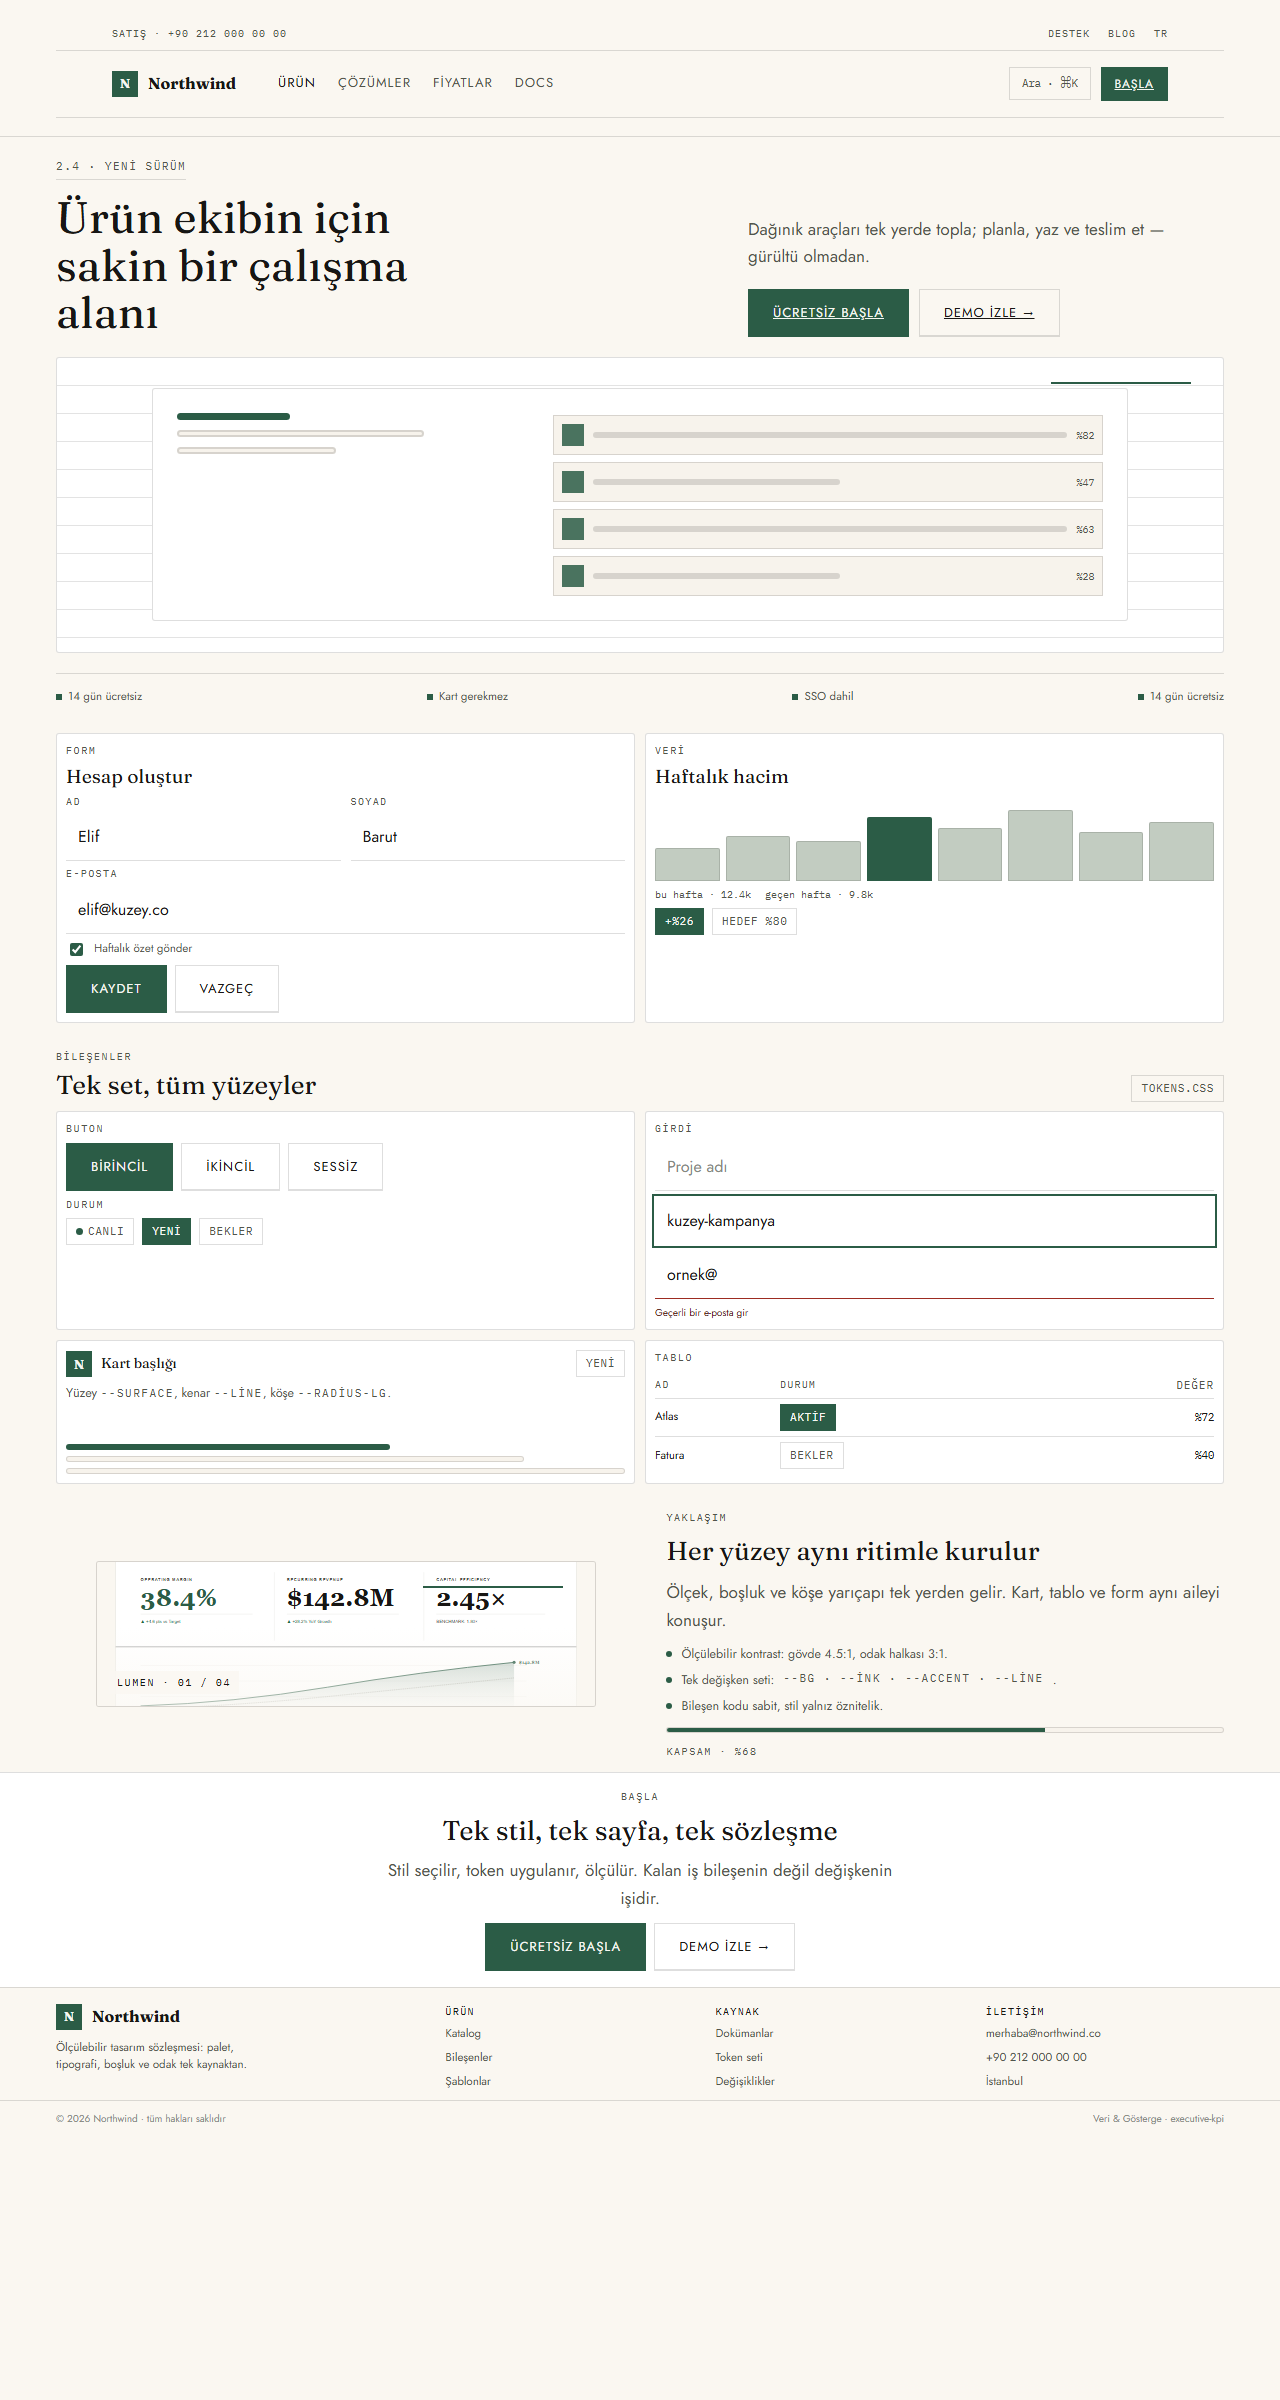 SATIŞ · +90 212 000 00 00
DESTEK BLOG TR
N Northwind ÜRÜN ÇÖZÜMLER FİYATLAR DOCS Ara · ⌘K BAŞLA
2.4 · YENİ SÜRÜM
Ürün ekibin için
sakin bir çalışma
alanı
Dağınık araçları tek yerde topla; planla, yaz ve teslim et —
gürültü olmadan.
ÜCRETSİZ BAŞLA DEMO İZLE →
%82
%47
%63
%28
14 gün ücretsiz Kart gerekmez SSO dahil 14 gün ücretsiz
FORM
Hesap oluştur
AD SOYAD
Elif Barut
E-POSTA
elif@kuzey.co
Haftalık özet gönder
KAYDET VAZGEÇ
VERİ
Haftalık hacim
bu hafta · 12.4k geçen hafta · 9.8k
+%26 HEDEF %80
BİLEŞENLER
Tek set, tüm yüzeyler
TOKENS.CSS
BUTON
BİRİNCİL İKİNCİL SESSİZ
DURUM
CANLI YENİ BEKLER
GİRDİ
Proje adı
kuzey-kampanya
ornek@
Geçerli bir e-posta gir
N Kart başlığı YENİ
Yüzey --SURFACE, kenar --LİNE, köşe --RADİUS-LG.
TABLO
AD DURUM DEĞER
Atlas AKTİF %72
Fatura BEKLER %40
OPERATING MARGIN RECURRING REVENUE CAPITAL EFFICIENCY
38.4% $142.8M 2.45×
LUMEN · 01 / 04
YAKLAŞIM
Her yüzey aynı ritimle kurulur
Ölçek, boşluk ve köşe yarıçapı tek yerden gelir. Kart, tablo ve form aynı aileyi
konuşur.
Ölçülebilir kontrast: gövde 4.5:1, odak halkası 3:1.
Tek değişken seti: --BG · --İNK · --ACCENT · --LİNE .
Bileşen kodu sabit, stil yalnız öznitelik.
KAPSAM · %68
BAŞLA
Tek stil, tek sayfa, tek sözleşme
Stil seçilir, token uygulanır, ölçülür. Kalan iş bileşenin değil değişkenin
işidir.
ÜCRETSİZ BAŞLA DEMO İZLE →
N Northwind
Ölçülebilir tasarım sözleşmesi: palet,
tipografi, boşluk ve odak tek kaynaktan.
ÜRÜN
Katalog
Bileşenler
Şablonlar
KAYNAK
Dokümanlar
Token seti
Değişiklikler
İLETİŞİM
merhaba@northwind.co
+90 212 000 00 00
İstanbul
© 2026 Northwind · tüm hakları saklıdır
Veri & Gösterge · executive-kpi